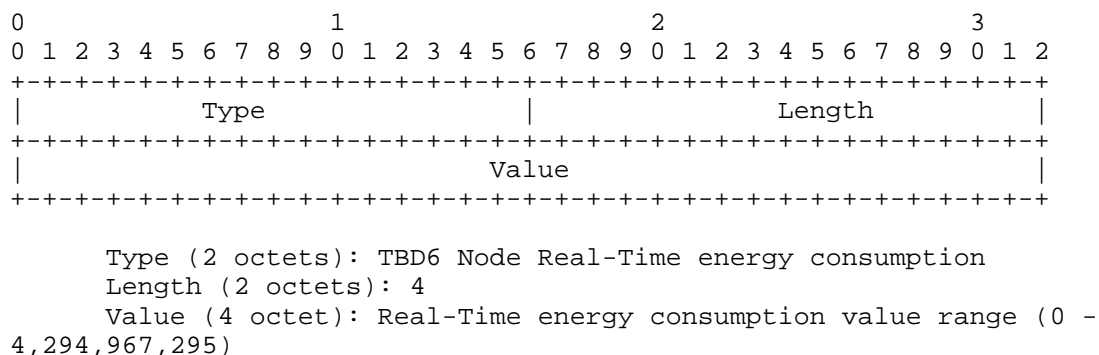 0                   1                   2                   3
0 1 2 3 4 5 6 7 8 9 0 1 2 3 4 5 6 7 8 9 0 1 2 3 4 5 6 7 8 9 0 1 2
+-+-+-+-+-+-+-+-+-+-+-+-+-+-+-+-+-+-+-+-+-+-+-+-+-+-+-+-+-+-+-+-+
|           Type                |               Length          |
+-+-+-+-+-+-+-+-+-+-+-+-+-+-+-+-+-+-+-+-+-+-+-+-+-+-+-+-+-+-+-+-+
|                             Value                             |
+-+-+-+-+-+-+-+-+-+-+-+-+-+-+-+-+-+-+-+-+-+-+-+-+-+-+-+-+-+-+-+-+
Type (2 octets): TBD6 Node Real-Time energy consumption
Length (2 octets): 4
Value (4 octet): Real-Time energy consumption value range (0 -
4,294,967,295)